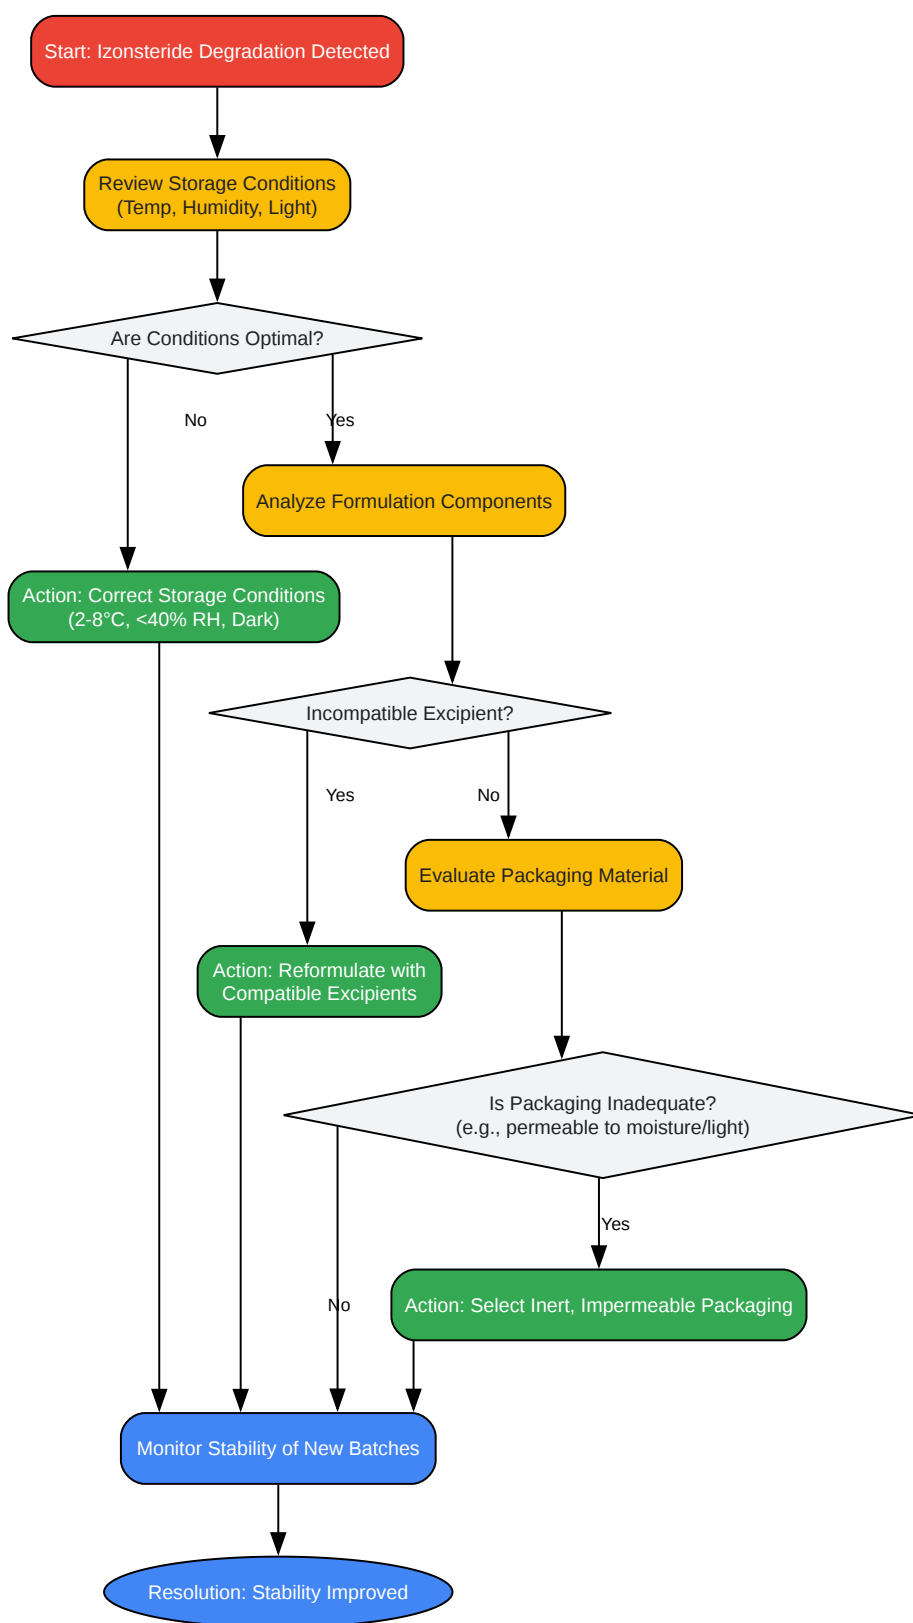 Start: Izonsteride Degradation Detected
Review Storage Conditions
(Temp, Humidity, Light)
Are Conditions Optimal?
No
Yes
Analyze Formulation Components
Action: Correct Storage Conditions
(2-8°C, <40% RH, Dark)
Incompatible Excipient?
Yes
No
Evaluate Packaging Material
Action: Reformulate with
Compatible Excipients
Is Packaging Inadequate?
(e.g., permeable to moisture/light)
Yes
No
Action: Select Inert, Impermeable Packaging
Monitor Stability of New Batches
Resolution: Stability Improved